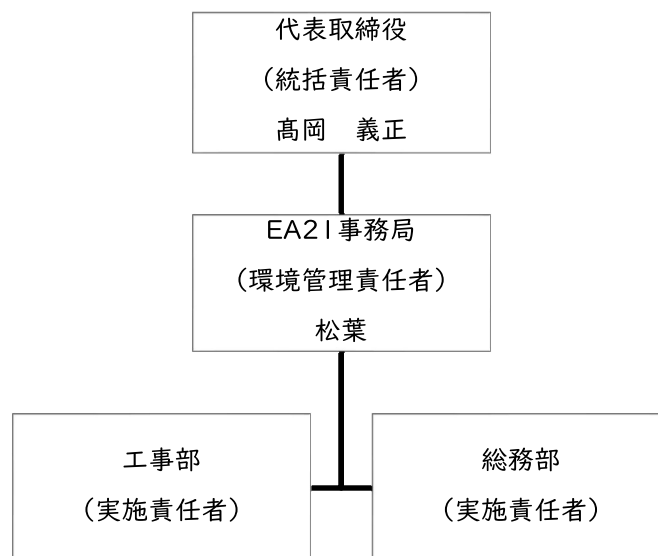 代表取締役
（統括責任者）
髙岡　義正
EA21事務局
（環境管理責任者）
松葉
工事部
（実施責任者）
総務部
（実施責任者）